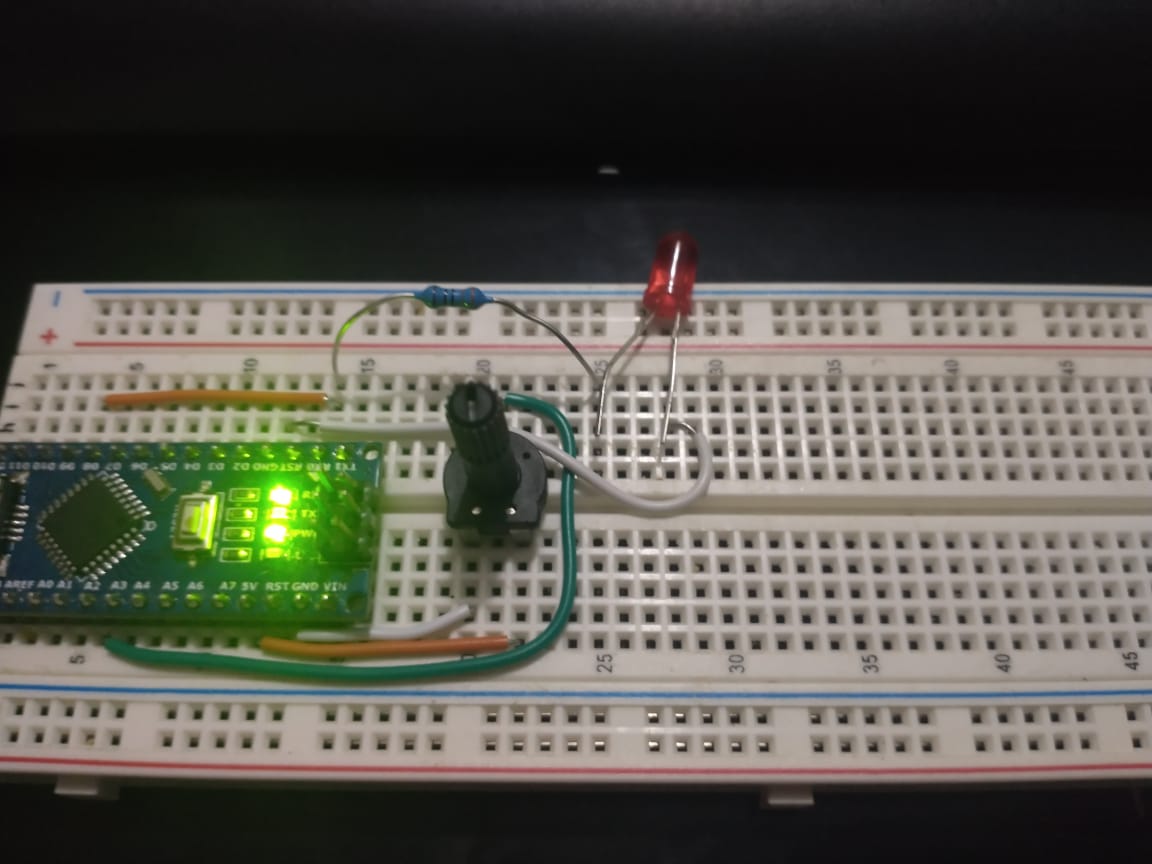 −
+
1 5 10 15 20 25 30 35 40 45
j
i
h
D11 D10 D9 D8 D7 D6 D5 D4 D3 D2 GND RST RX0 TX1
AREF A0 A1 A2 A3 A4 A5 A6 A7 5V RST GND VIN
5 25 30 35 40 45